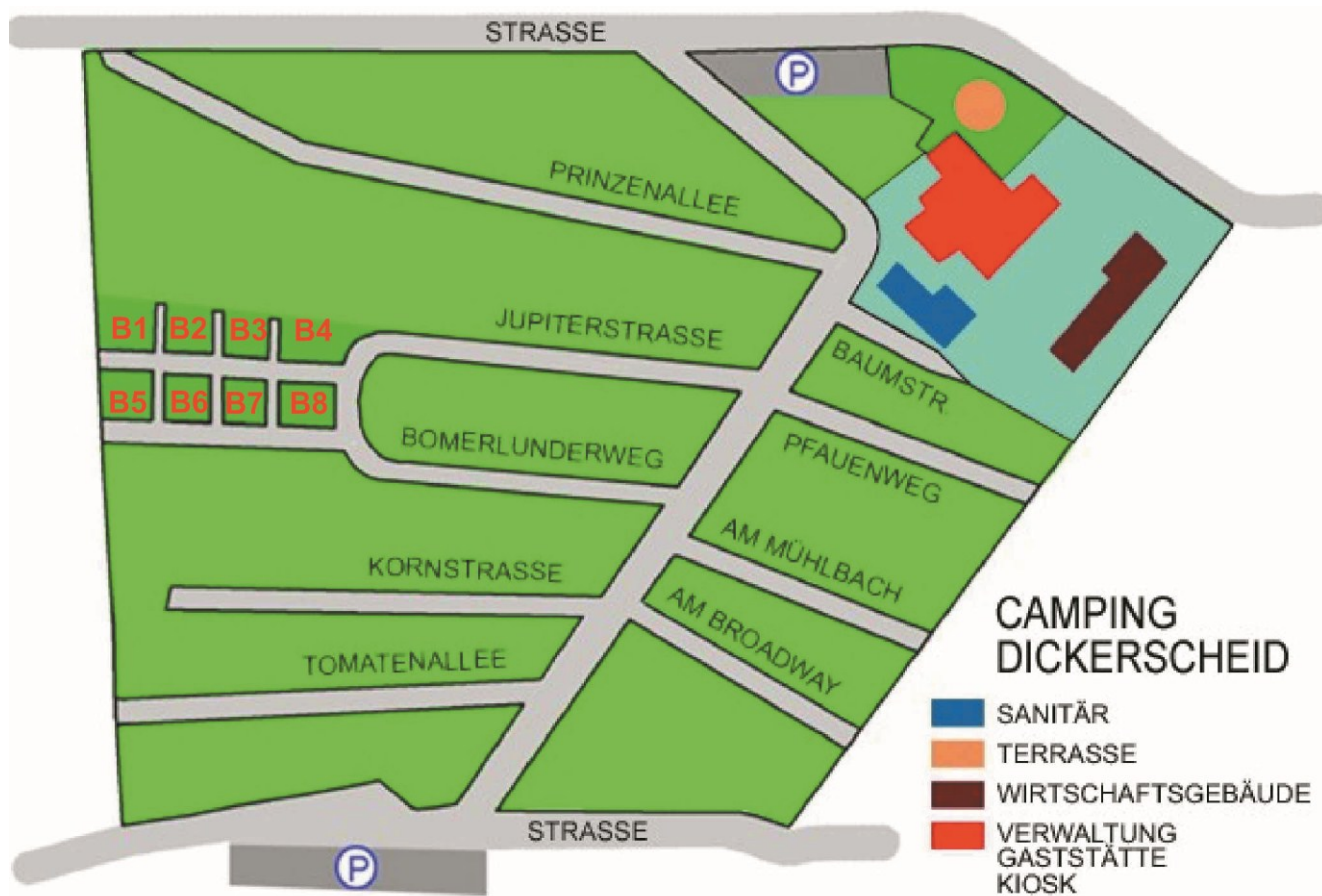 STRASSE
P
PRINZENALLEE
JUPITERSTRASSE
B1 B2 B3 B4
BAUMSTR.
B5 B6 B7 B8
BOMERLUNDERWEG
PFAUENWEG
AM MÜHLBACH
KORNSTRASSE
AM BROADWAY
TOMATENALLEE
STRASSE
P
CAMPING
DICKERSCHEID
SANITÄR
TERRASSE
WIRTSCHAFTSGEBÄUDE
VERWALTUNG
GASTSTÄTTE
KIOSK